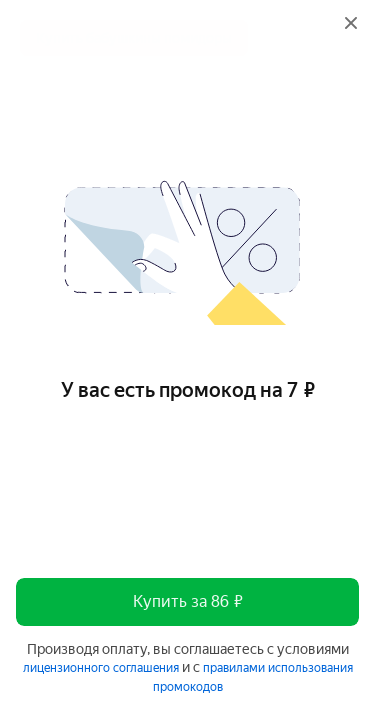 У вас есть промокод на 7 ₽
Купить за 86 ₽
Производя оплату, вы соглашаетесь с условиями
лицензионного соглашения и с правилами использования
промокодов